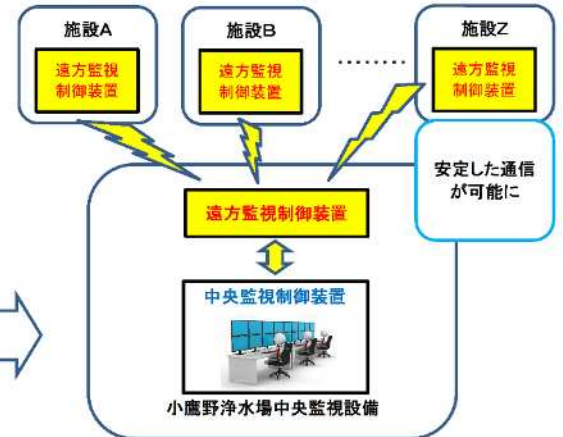 施設A
遠方監視
制御装置
施設B
遠方監視
制御装置
………
施設Z
遠方監視
制御装置
安定した通信
が可能に
遠方監視制御装置
中央監視制御装置
小鷹野浄水場中央監視設備